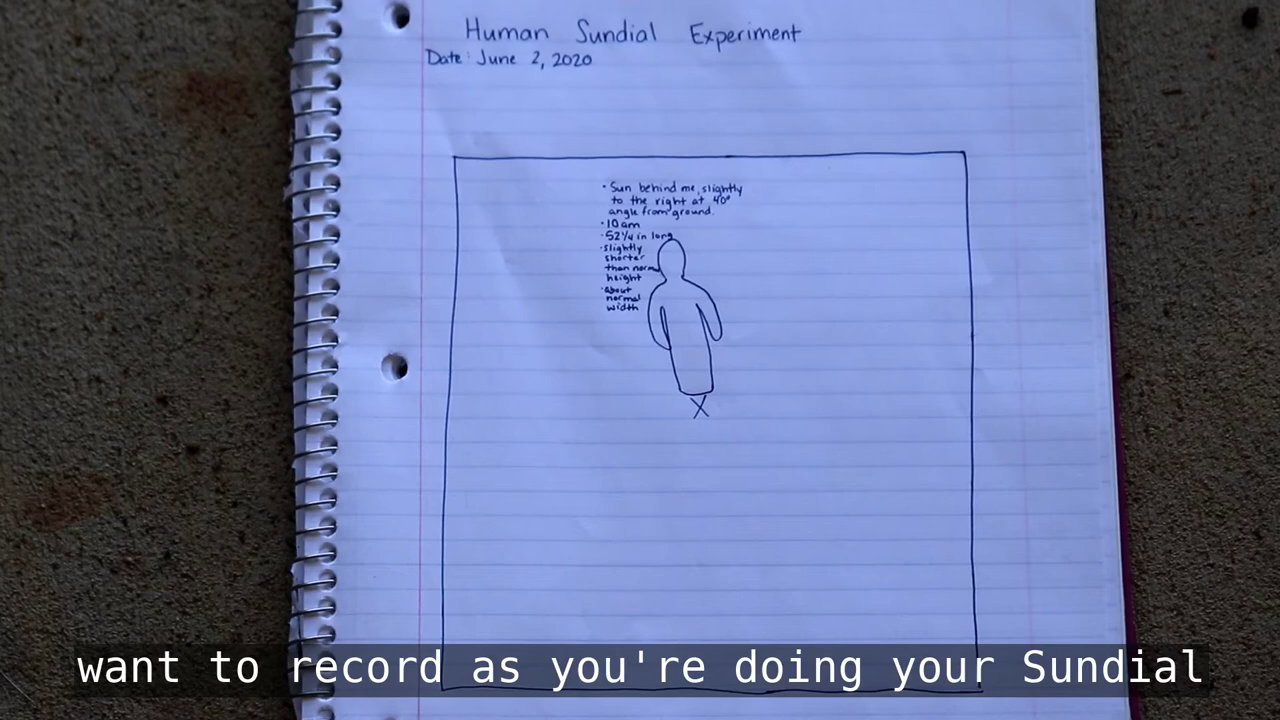 Human Sundial Experiment
Date: June 2, 2020
• Sun behind me, slightly
to the right at 40°
angle from ground.
• 10 am
• 52 1/4 in long
• slightly
shorter
than norm
height
• About
normal
width
X
want to record as you're doing your Sundial